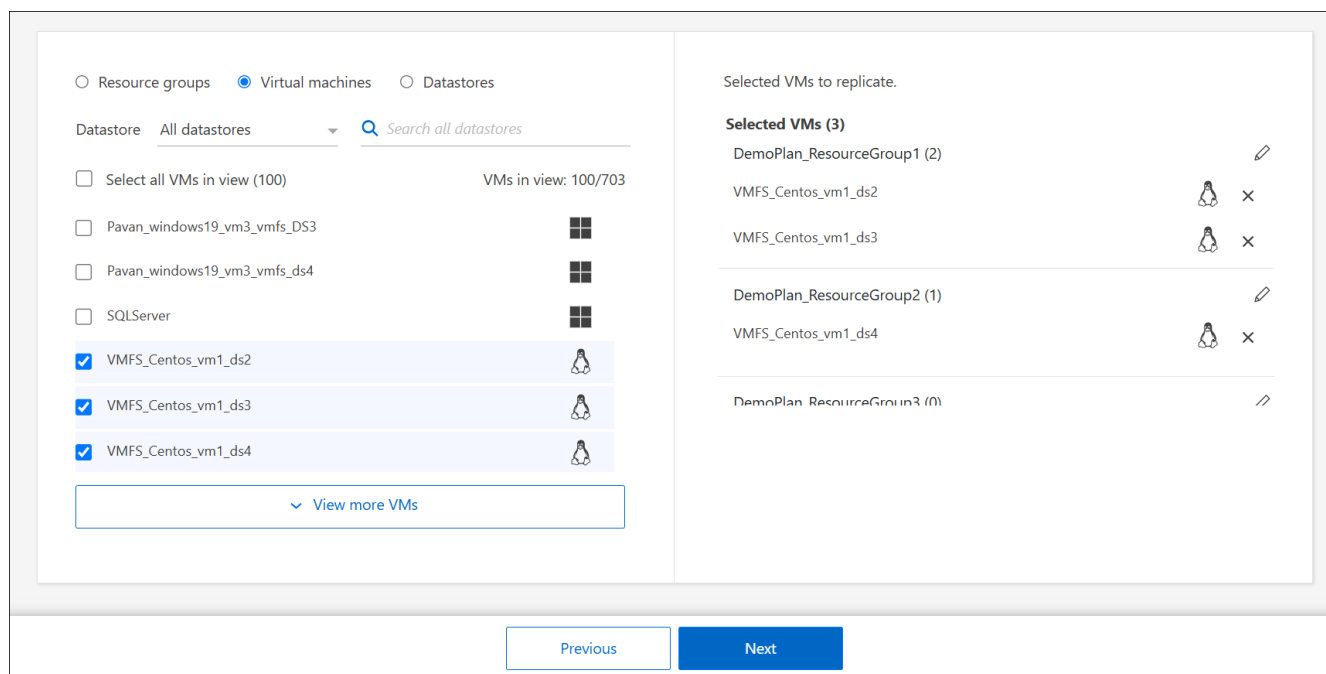 Resource groups Virtual machines Datastores
Datastore All datastores Search all datastores
Select all VMs in view (100) VMs in view: 100/703
Pavan_windows19_vm3_vmfs_DS3
Pavan_windows19_vm3_vmfs_ds4
SQLServer
VMFS_Centos_vm1_ds2
VMFS_Centos_vm1_ds3
VMFS_Centos_vm1_ds4
View more VMs
Selected VMs to replicate.
Selected VMs (3)
DemoPlan_ResourceGroup1 (2)
VMFS_Centos_vm1_ds2
VMFS_Centos_vm1_ds3
DemoPlan_ResourceGroup2 (1)
VMFS_Centos_vm1_ds4
DemoPlan_ResourceGroup3 (0)
Previous Next